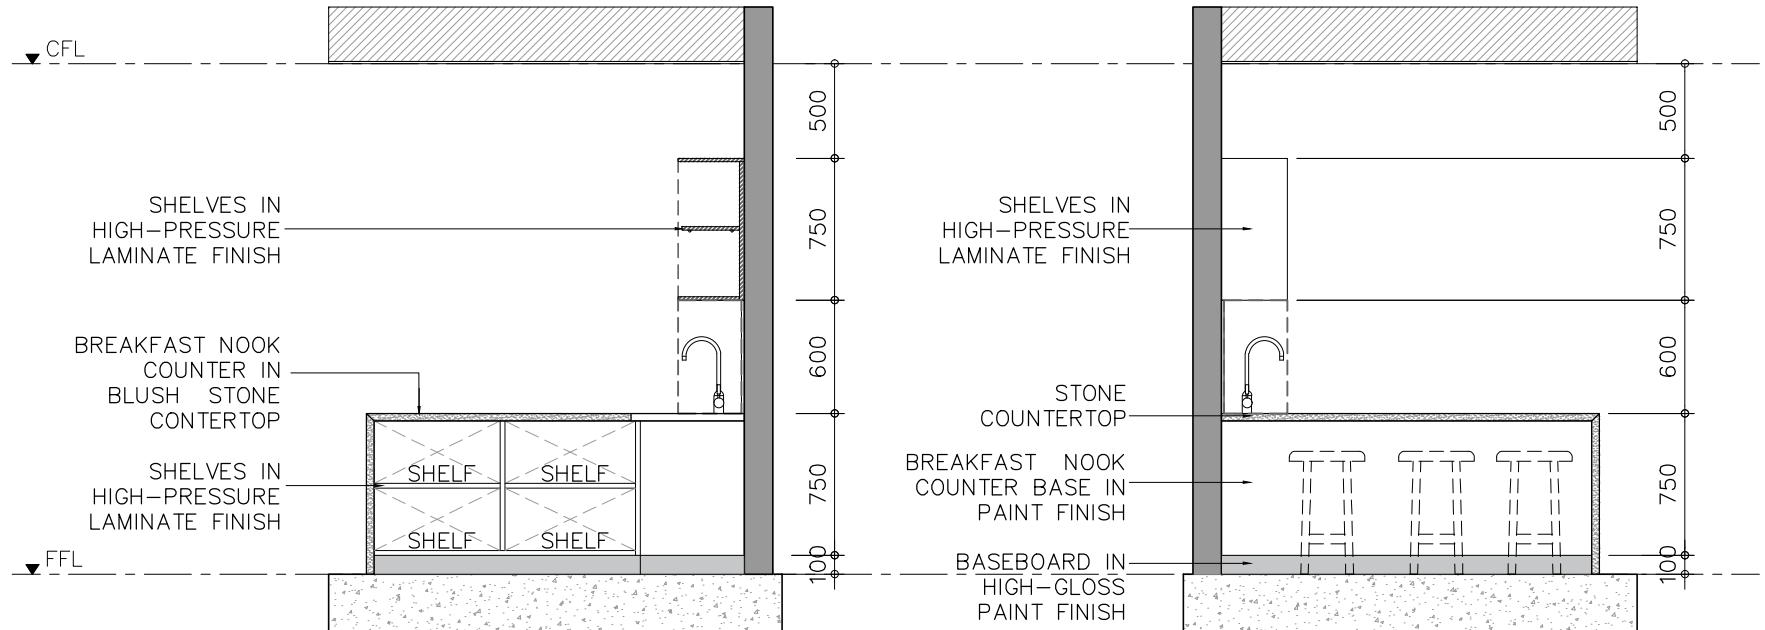 CFL
SHELVES IN
HIGH-PRESSURE
LAMINATE FINISH
BREAKFAST NOOK
COUNTER IN
BLUSH STONE
CONTERTOP
SHELVES IN
HIGH-PRESSURE
LAMINATE FINISH
FFL
SHELF SHELF
SHELF SHELF
500
750
600
750
100
SHELVES IN
HIGH-PRESSURE
LAMINATE FINISH
STONE
COUNTERTOP
BREAKFAST NOOK
COUNTER BASE IN
PAINT FINISH
BASEBOARD IN
HIGH-GLOSS
PAINT FINISH
500
750
600
750
100